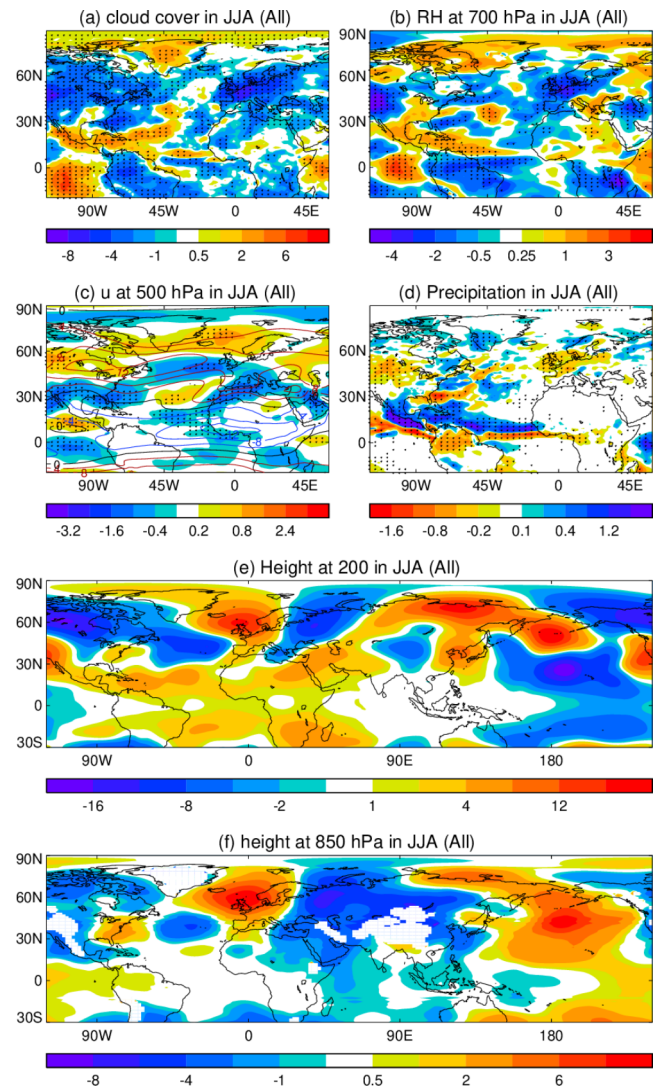 (a) cloud cover in JJA (All)
60N
30N
0
90W 45W 0 45E
-8 -4 -1 0.5 2 6
(b) RH at 700 hPa in JJA (All)
90N
60N
30N
0
90W 45W 0 45E
-4 -2 -0.5 0.25 1 3
(c) u at 500 hPa in JJA (All)
90N
60N
30N
0
90W 45W 0 45E
-3.2 -1.6 -0.4 0.2 0.8 2.4
(d) Precipitation in JJA (All)
60N
30N
0
90W 45W 0 45E
-1.6 -0.8 -0.2 0.1 0.4 1.2
(e) Height at 200 in JJA (All)
90N
60N
30N
0
30S
90W 0 90E 180
-16 -8 -2 1 4 12
(f) height at 850 hPa in JJA (All)
90N
60N
30N
0
30S
90W 0 90E 180
-8 -4 -1 0.5 2 6